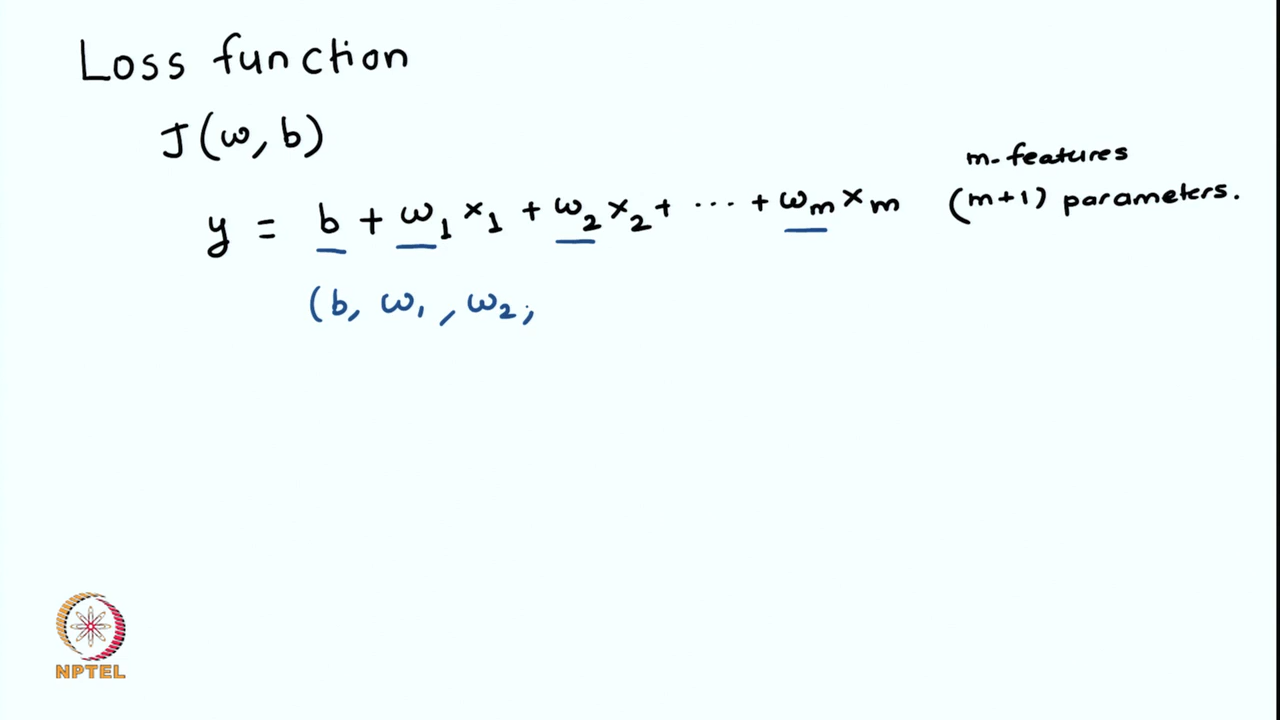 Loss function
J(ω, b)
m-features
y = b + ω₁x₁ + ω₂x₂ + ··· + ωₘxₘ (m+1) parameters.
(b, ω₁, ω₂,
NPTEL